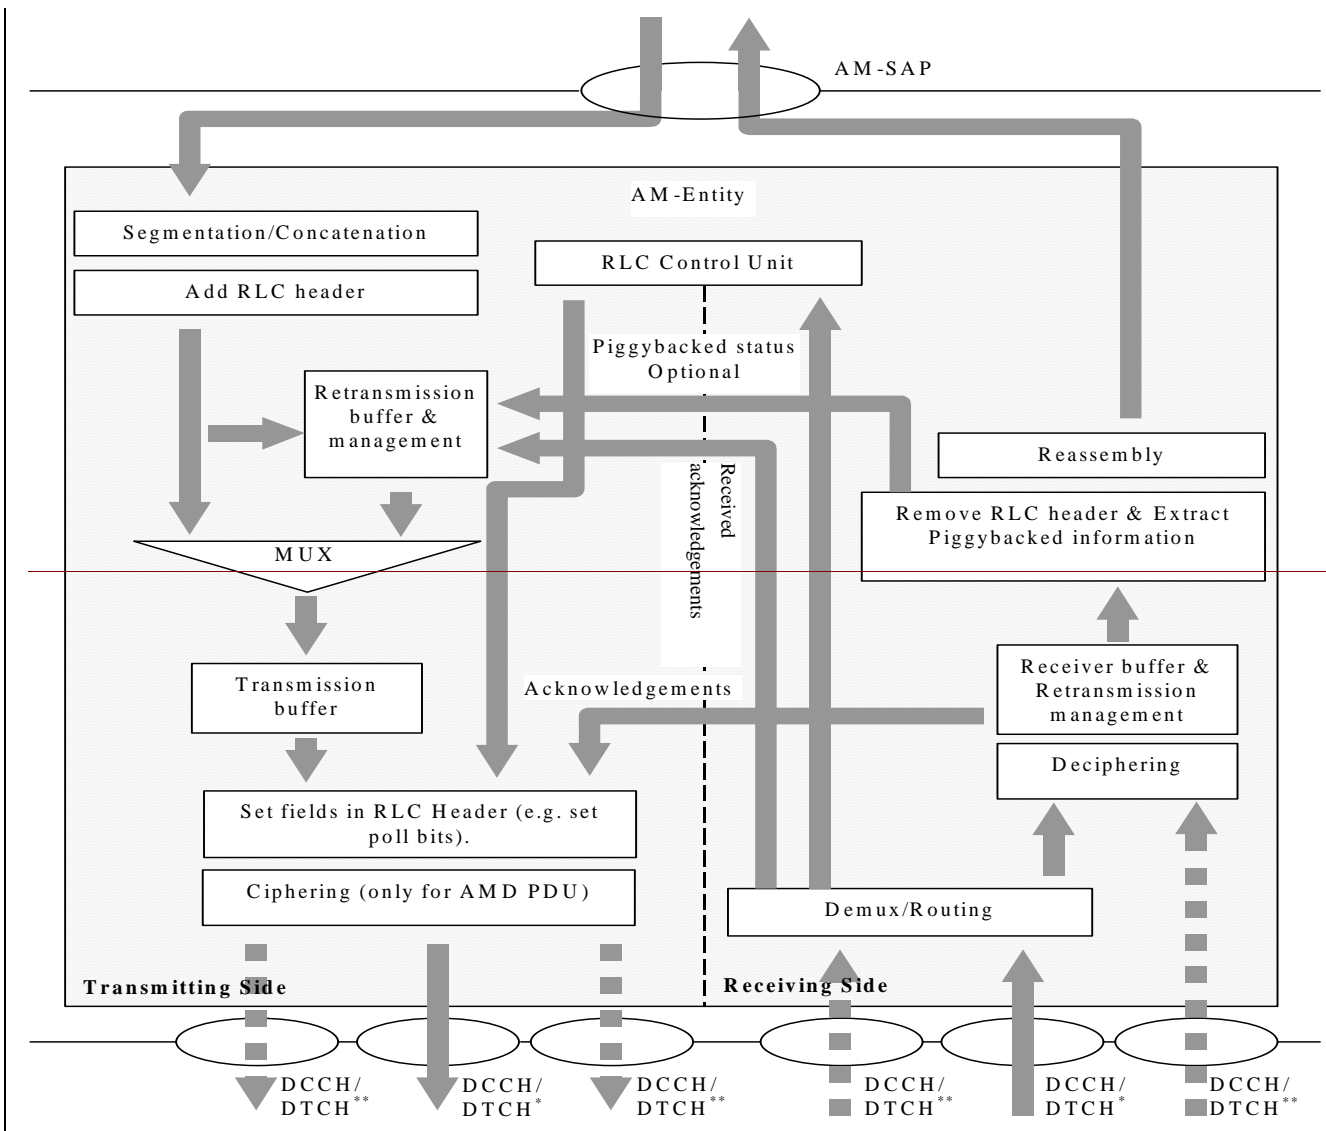 AM-SAP
AM-Entity
Segmentation/Concatenation
Add RLC header
RLC Control Unit
Piggybacked status
Optional
Retransmission
buffer &
management
Received
acknowledgements
Reassembly
Remove RLC header & Extract
Piggybacked information
MUX
Transmission
buffer
Acknowledgements
Receiver buffer &
Retransmission
management
Deciphering
Set fields in RLC Header (e.g. set
poll bits).
Ciphering (only for AMD PDU)
Demux/Routing
Transmitting Side
Receiving Side
DCCH/
DTCH**
DCCH/
DTCH*
DCCH/
DTCH**
DCCH/
DTCH**
DCCH/
DTCH*
DCCH/
DTCH**